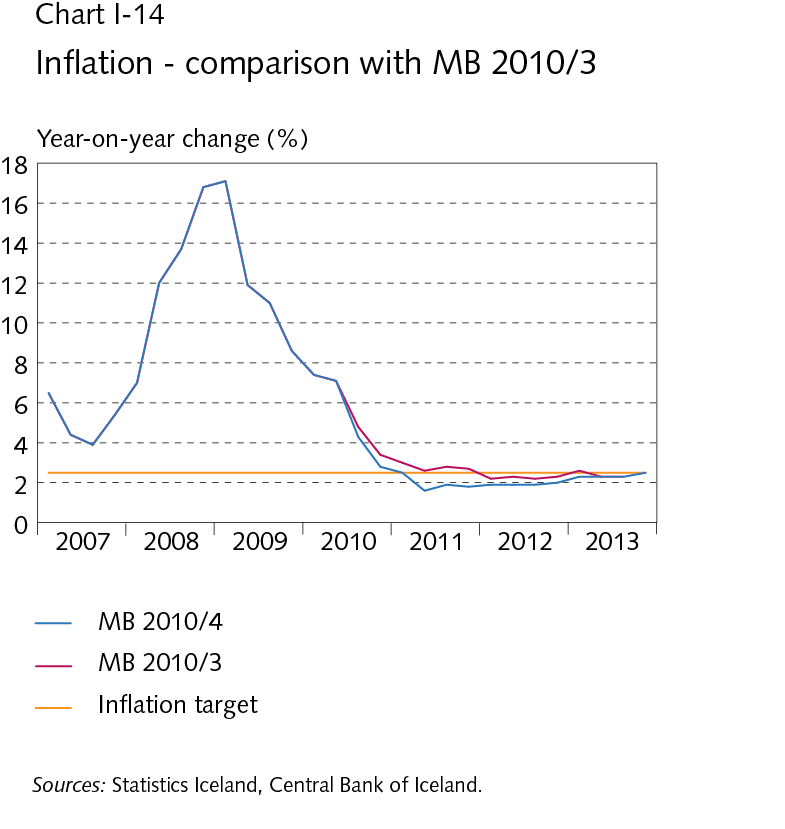 Chart I-14
Inflation - comparison with MB 2010/3
Year-on-year change (%)
18
16
14
12
10
8
6
4
2
0
2007 2008 2009 2010 2011 2012 2013
MB 2010/4
MB 2010/3
Inflation target
Sources: Statistics Iceland, Central Bank of Iceland.